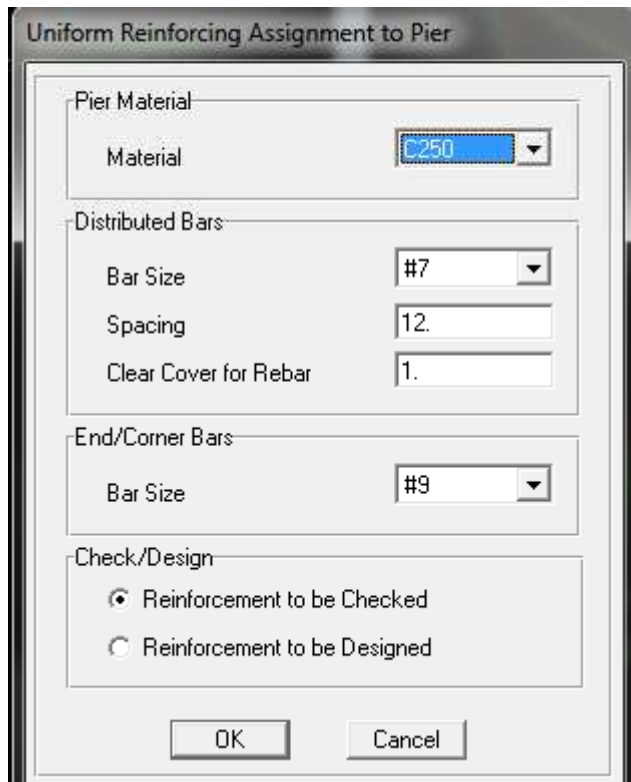 Uniform Reinforcing Assignment to Pier
Pier Material
Material C250
Distributed Bars
Bar Size #7
Spacing 12.
Clear Cover for Rebar 1.
End/Corner Bars
Bar Size #9
Check/Design
Reinforcement to be Checked
Reinforcement to be Designed
OK Cancel